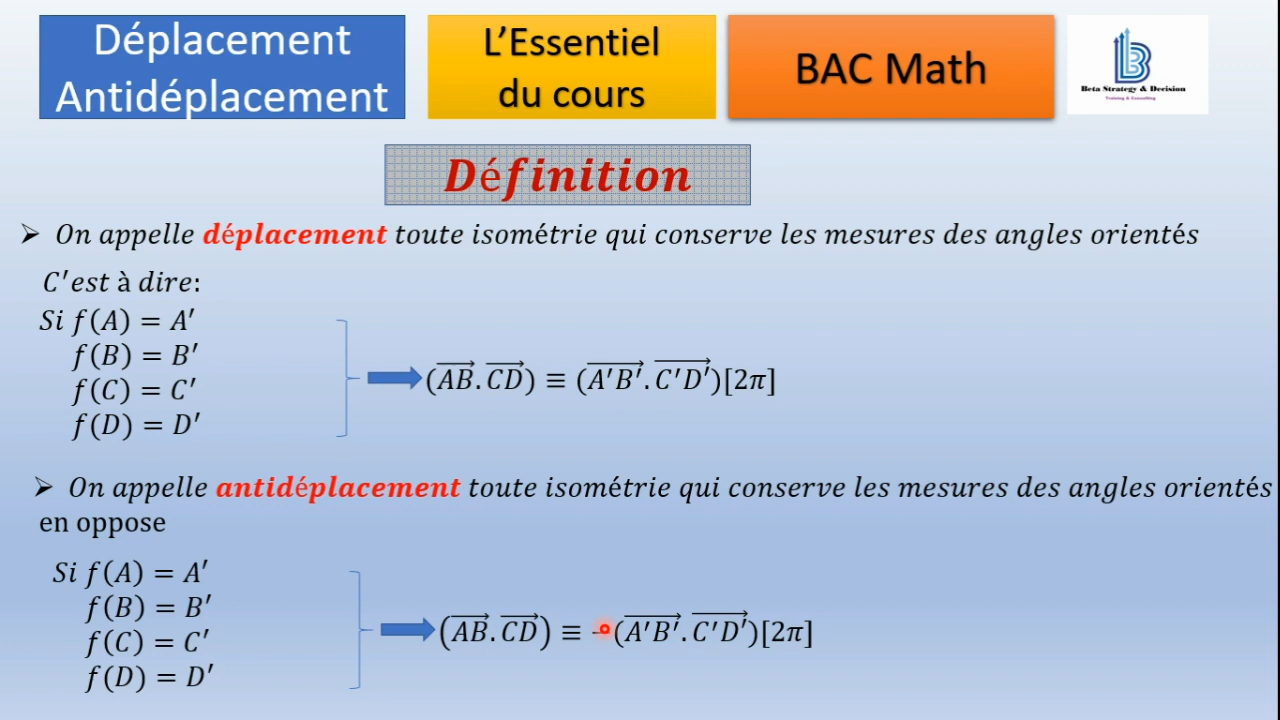 Déplacement
Antidéplacement
L'Essentiel
du cours
BAC Math
Beta Strategy & Decision
Training & Consulting
Définition
➢ On appelle déplacement toute isométrie qui conserve les mesures des angles orientés
C'est à dire:
Si f(A) = A'
f(B) = B'
f(C) = C'
f(D) = D'
(AB⃗. CD⃗) ≡ (A'B'⃗. C'D'⃗)[2π]
➢ On appelle antidéplacement toute isométrie qui conserve les mesures des angles orientés
en oppose
Si f(A) = A'
f(B) = B'
f(C) = C'
f(D) = D'
(AB⃗. CD⃗) ≡ −(A'B'⃗. C'D'⃗)[2π]